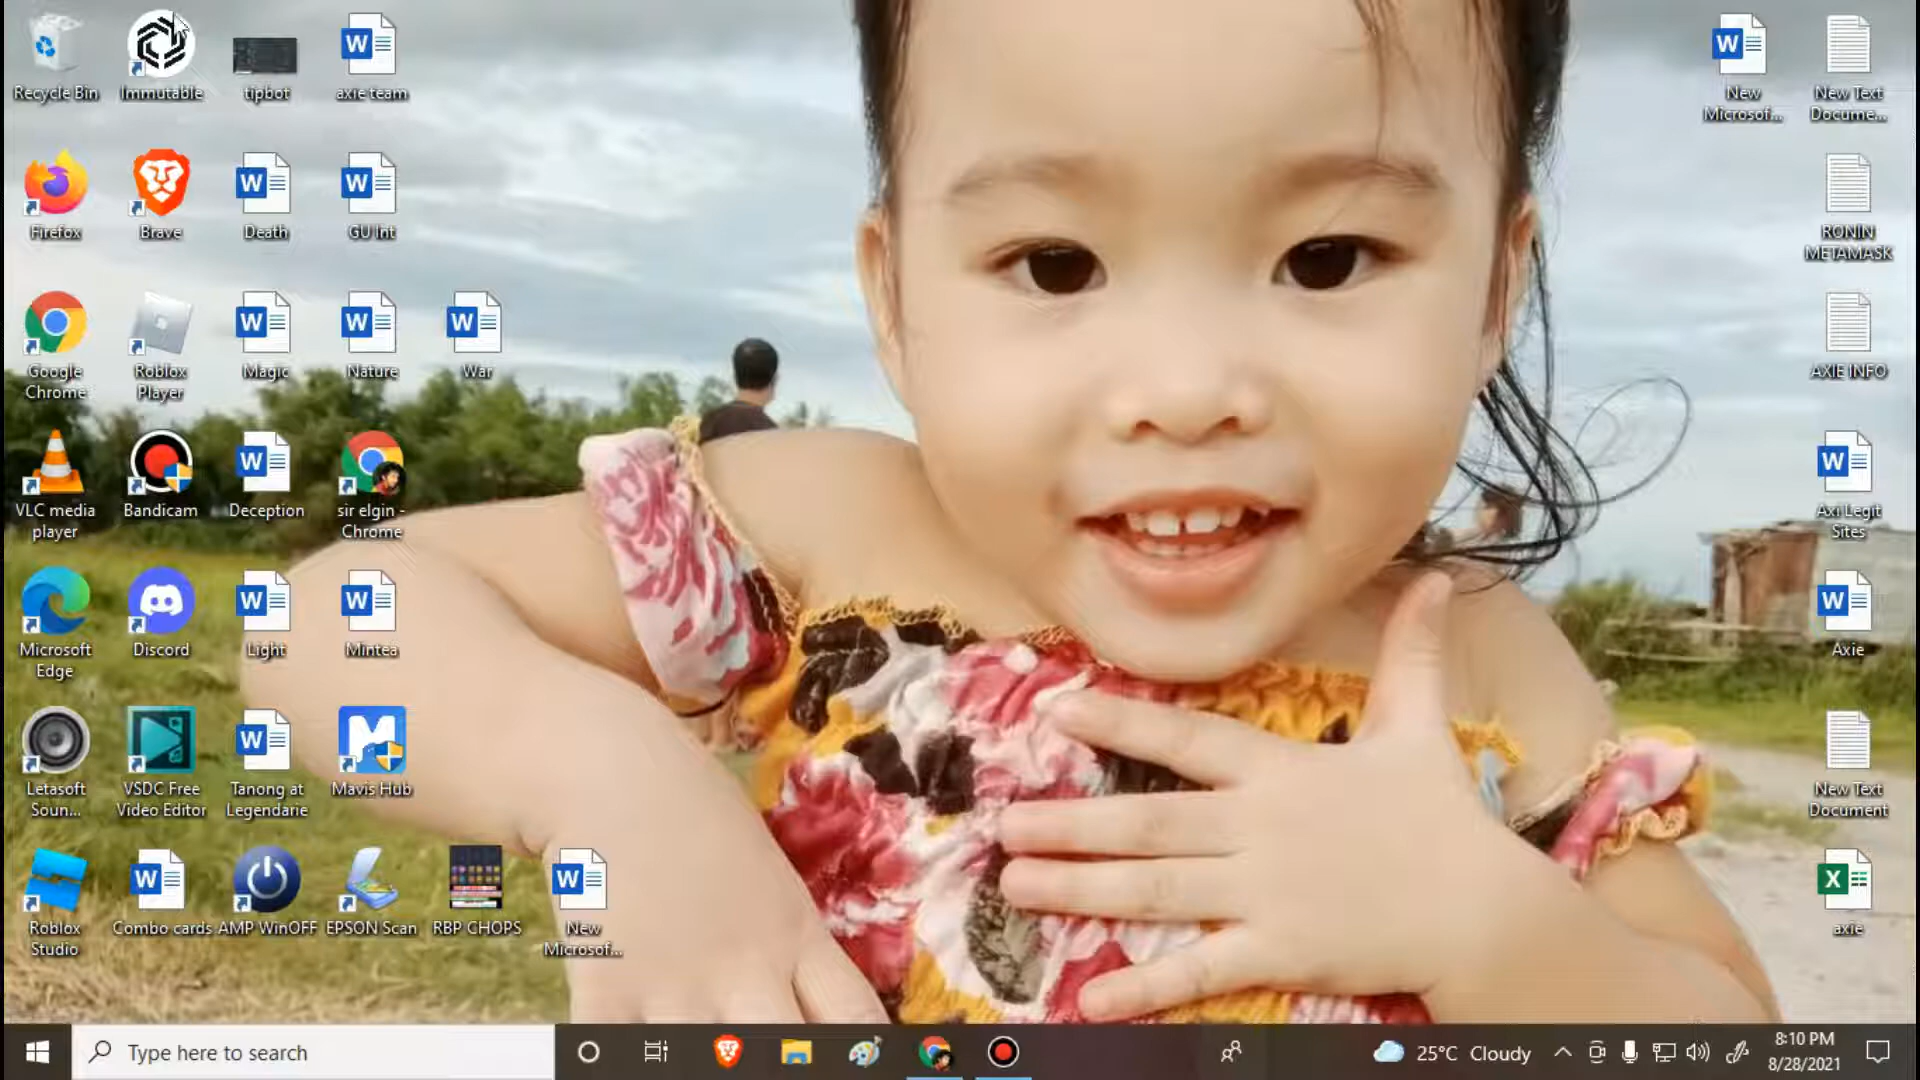 Recycle Bin
Immutable
tipbot
axie team
New
Microsof...
New Text
Docume...
Firefox
Brave
Death
GU Int
RONIN
METAMASK
Google
Chrome
Roblox
Player
Magic
Nature
War
AXIE INFO
VLC media
player
Bandicam
Deception
sir elgin -
Chrome
Axi Legit
Sites
Microsoft
Edge
Discord
Light
Mintea
Axie
Letasoft
Soun...
VSDC Free
Video Editor
Tanong at
Legendarie
Mavis Hub
New Text
Document
Roblox
Studio
Combo cards
AMP WinOFF
EPSON Scan
RBP CHOPS
New
Microsof...
axie
Type here to search
25°C Cloudy
8:10 PM
8/28/2021